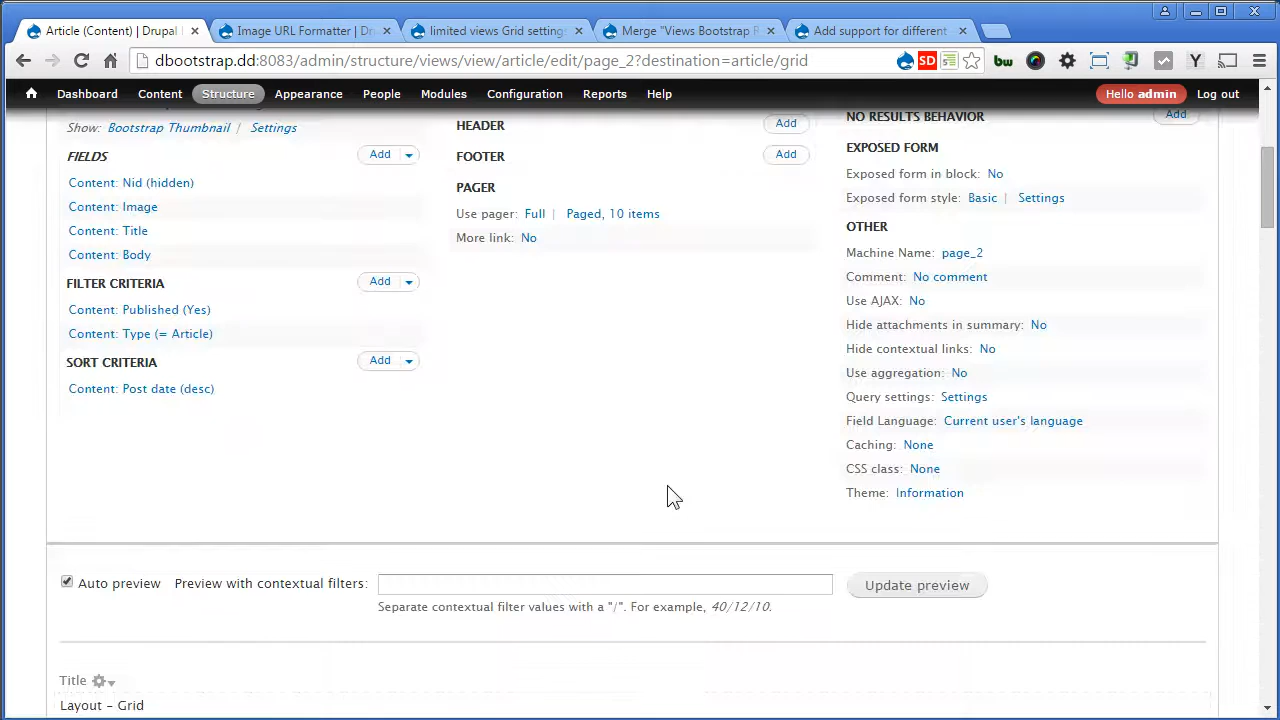 Article (Content) | Drupal
Image URL Formatter | D
limited views Grid setting
Merge "Views Bootstrap R
Add support for different
dbootstrap.dd:8083/admin/structure/views/view/article/edit/page_2?destination=article/grid
SD
bw
Y
Dashboard Content Structure Appearance People Modules Configuration Reports Help Hello admin Log out
Show: Bootstrap Thumbnail | Settings
FIELDS Add
Content: Nid (hidden)
Content: Image
Content: Title
Content: Body
FILTER CRITERIA Add
Content: Published (Yes)
Content: Type (= Article)
SORT CRITERIA Add
Content: Post date (desc)
HEADER Add
FOOTER Add
PAGER
Use pager: Full | Paged, 10 items
More link: No
NO RESULTS BEHAVIOR Add
EXPOSED FORM
Exposed form in block: No
Exposed form style: Basic | Settings
OTHER
Machine Name: page_2
Comment: No comment
Use AJAX: No
Hide attachments in summary: No
Hide contextual links: No
Use aggregation: No
Query settings: Settings
Field Language: Current user's language
Caching: None
CSS class: None
Theme: Information
Auto preview Preview with contextual filters: Update preview
Separate contextual filter values with a "/". For example, 40/12/10.
Title
Layout - Grid